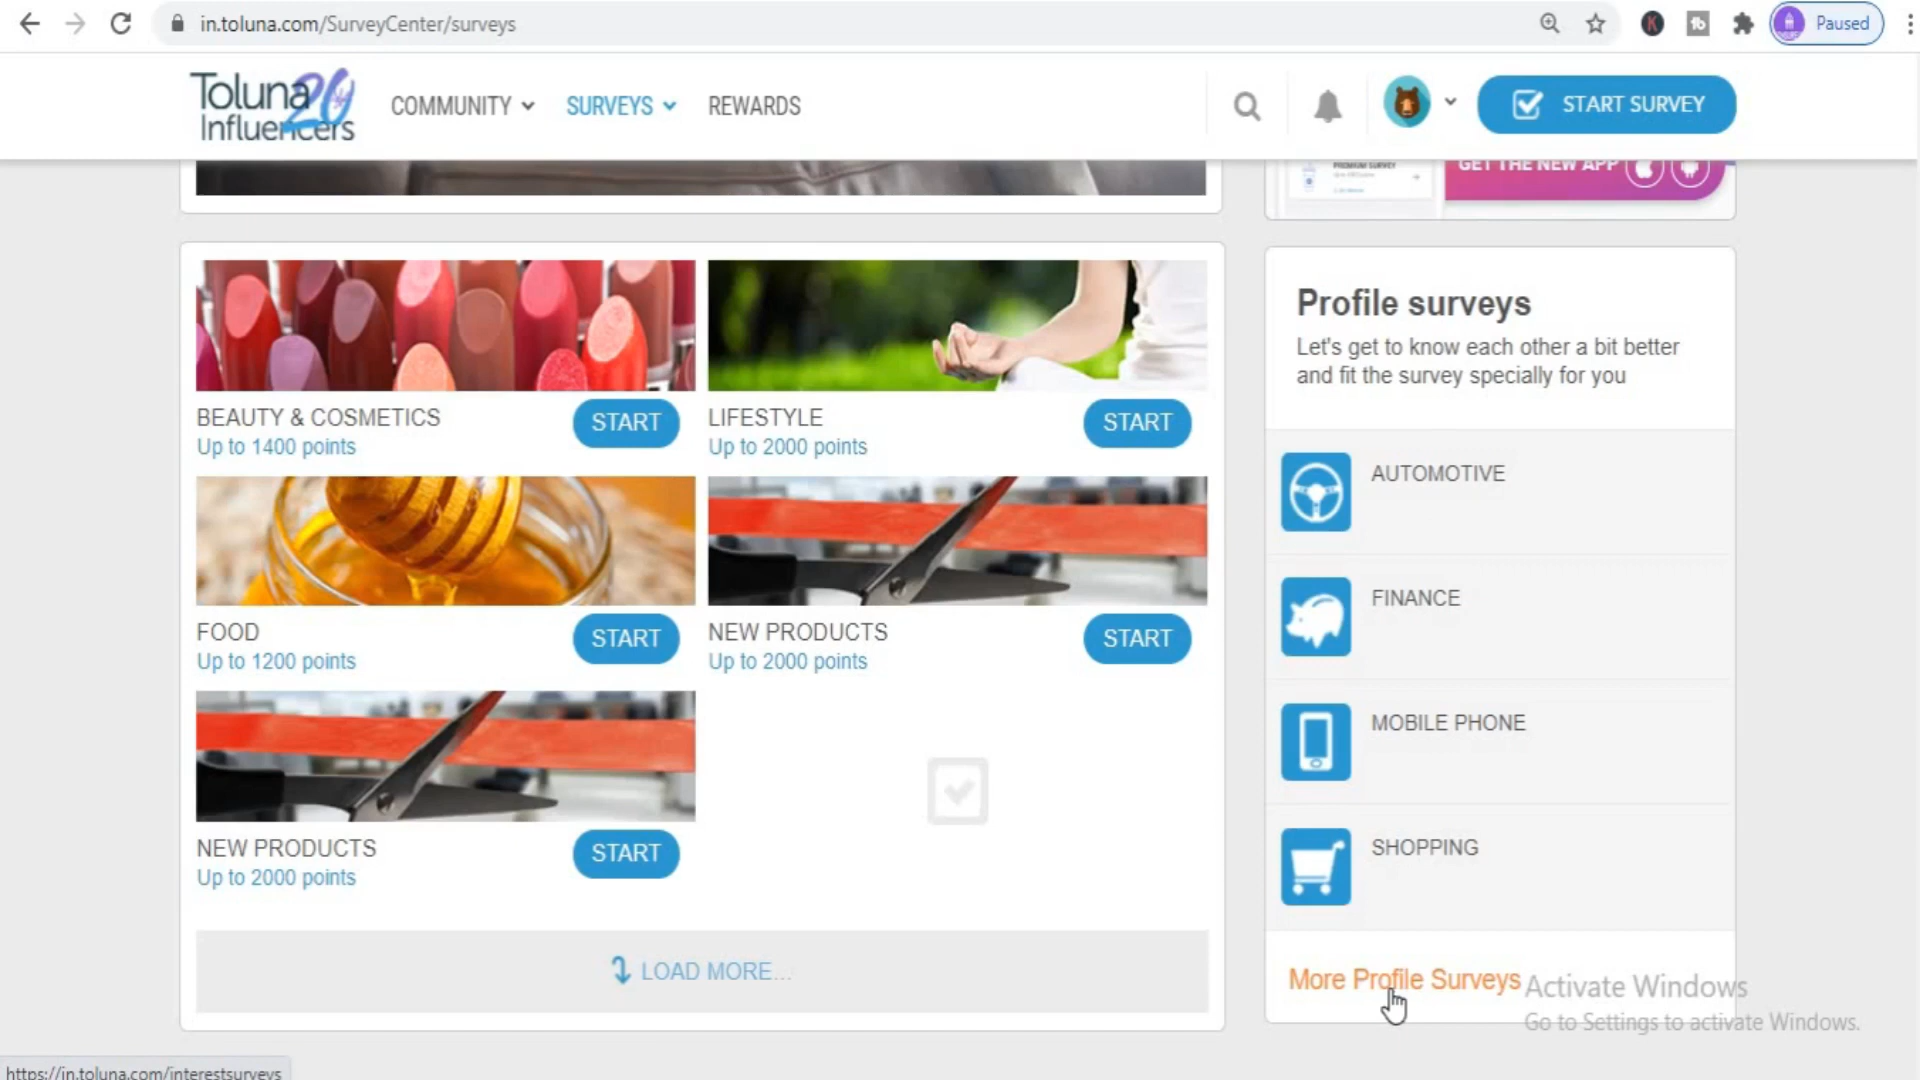 in.toluna.com/SurveyCenter/surveys
Paused
Toluna
Influencers
COMMUNITY
SURVEYS
REWARDS
START SURVEY
PREMIUM SURVEY
GET THE NEW APP
BEAUTY & COSMETICS
Up to 1400 points
START
LIFESTYLE
Up to 2000 points
START
FOOD
Up to 1200 points
START
NEW PRODUCTS
Up to 2000 points
START
NEW PRODUCTS
Up to 2000 points
START
LOAD MORE...
Profile surveys
Let's get to know each other a bit better
and fit the survey specially for you
AUTOMOTIVE
FINANCE
MOBILE PHONE
SHOPPING
More Profile Surveys
Activate Windows
Go to Settings to activate Windows.
https://in.toluna.com/interestsurveys